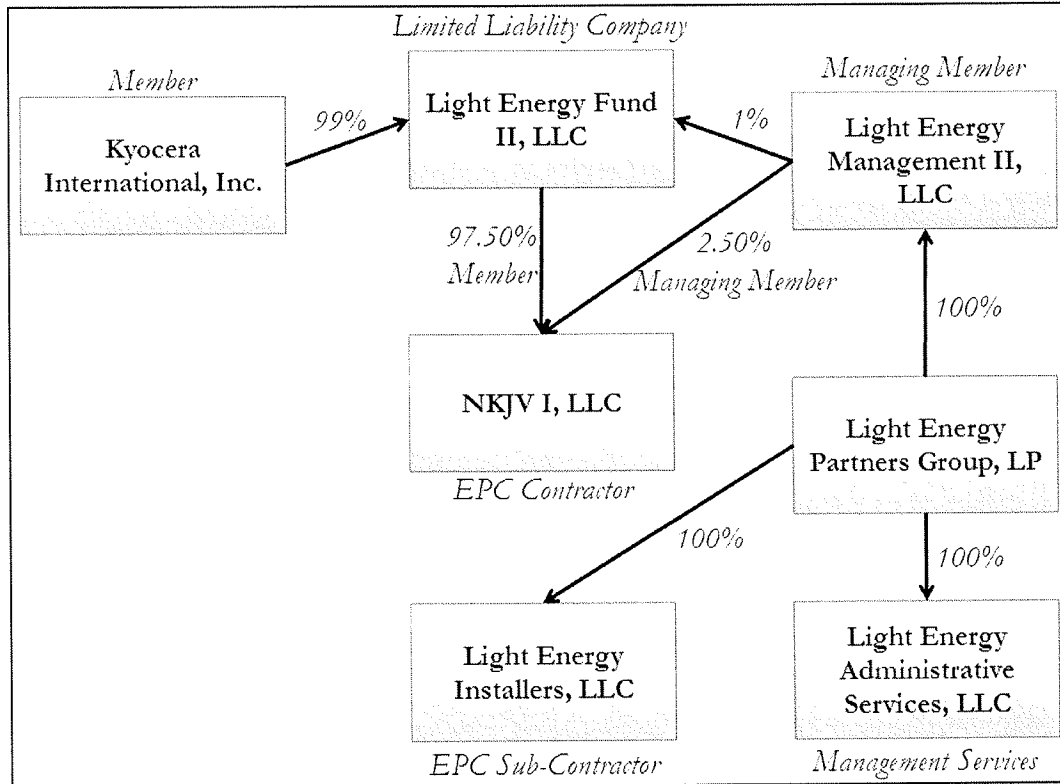 Limited Liability Company
Member
Managing Member
Kyocera
International, Inc.
99%
Light Energy Fund
II, LLC
1%
Light Energy
Management II,
LLC
97.50%
Member
2.50%
Managing Member
100%
NKJV I, LLC
EPC Contractor
Light Energy
Partners Group, LP
100%
100%
Light Energy
Installers, LLC
EPC Sub-Contractor
Light Energy
Administrative
Services, LLC
Management Services